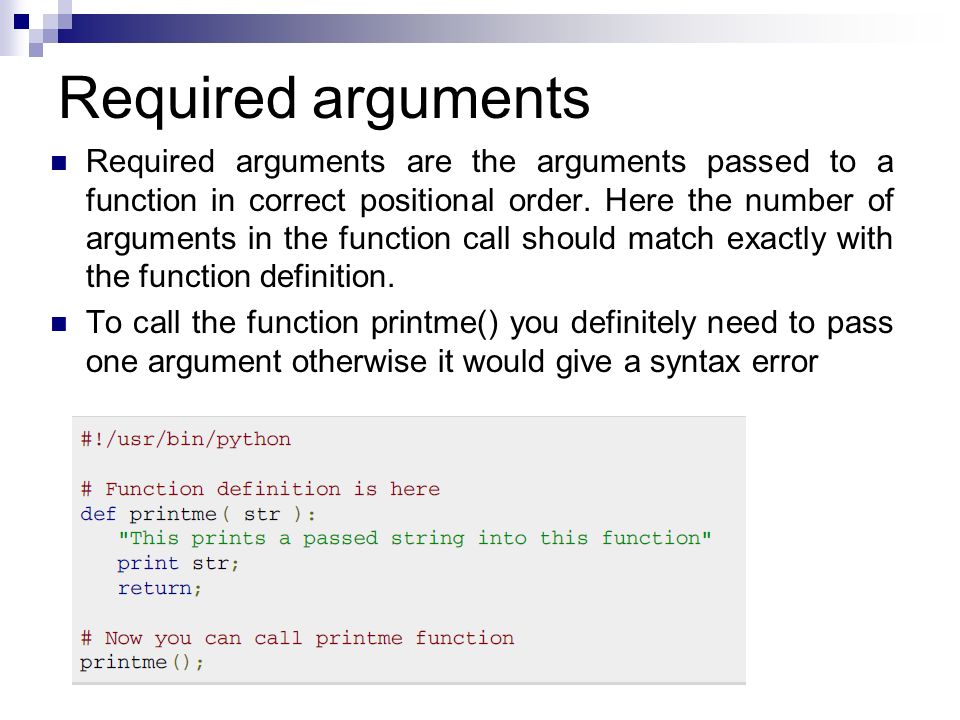 Required arguments
Required arguments are the arguments passed to a
function in correct positional order. Here the number of
arguments in the function call should match exactly with
the function definition.
To call the function printme() you definitely need to pass
one argument otherwise it would give a syntax error
#!/usr/bin/python
# Function definition is here
def printme( str ):
"This prints a passed string into this function"
print str;
return;
# Now you can call printme function
printme();